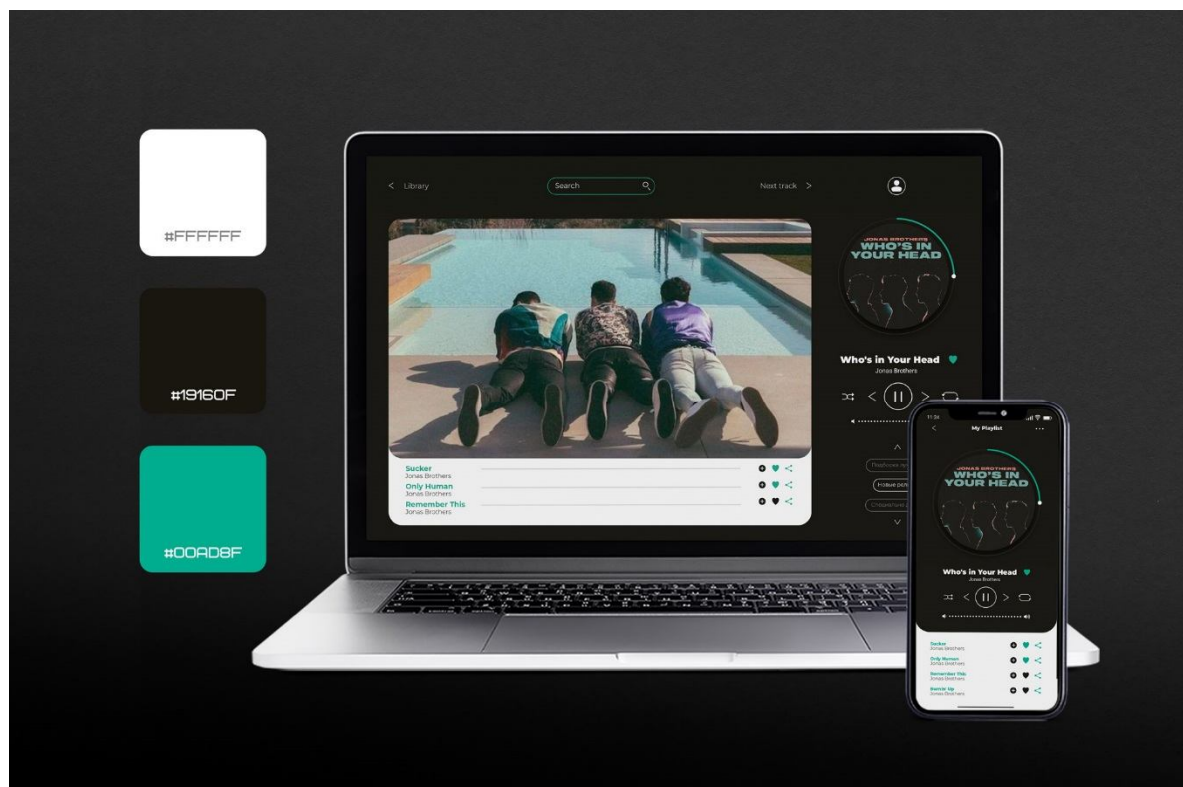 #FFFFFF
#19160F
#00AD8F
< Library
Search
Next track >
JONAS BROTHERS
WHO'S IN
YOUR HEAD
Who's in Your Head
Jonas Brothers
Sucker
Jonas Brothers
Only Human
Jonas Brothers
Remember This
Jonas Brothers
Новые
My Playlist
JONAS BROTHERS
WHO'S IN
YOUR HEAD
Who's in Your Head
Jonas Brothers
Sucker
Jonas Brothers
Only Human
Jonas Brothers
Remember This
Jonas Brothers
Jonas Brothers